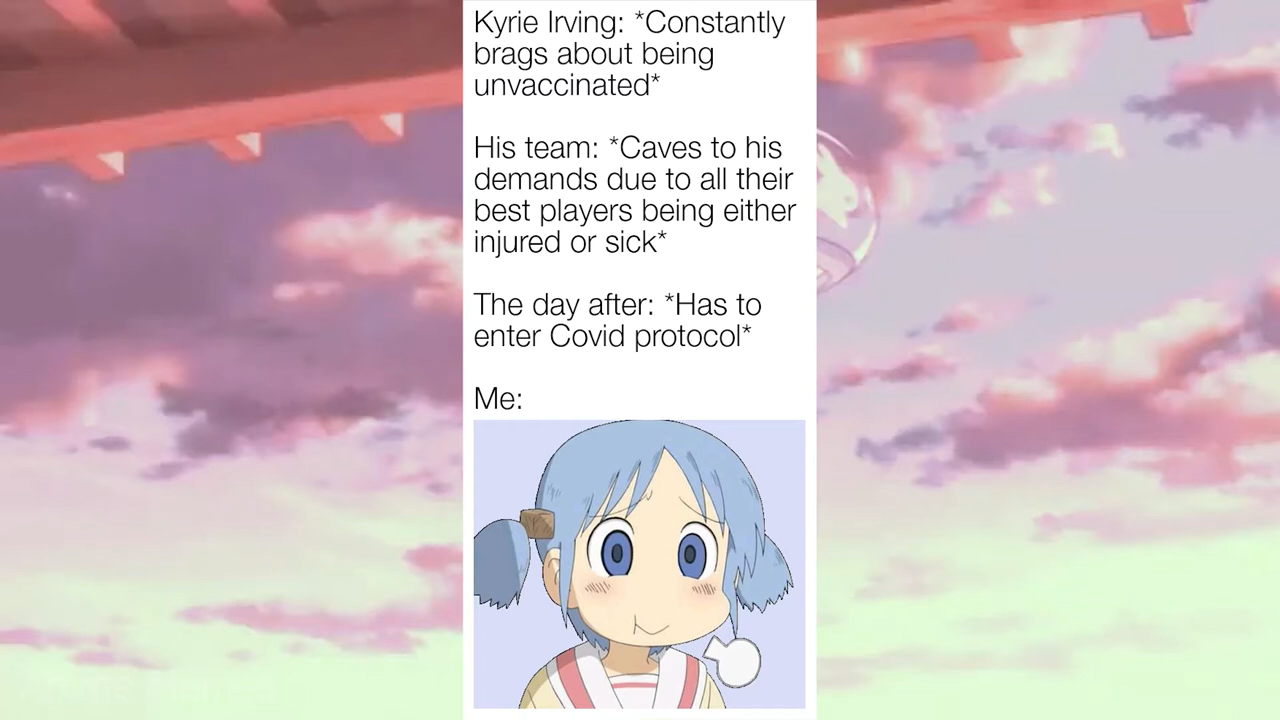 Kyrie Irving: *Constantly
brags about being
unvaccinated*
His team: *Caves to his
demands due to all their
best players being either
injured or sick*
The day after: *Has to
enter Covid protocol*
Me: